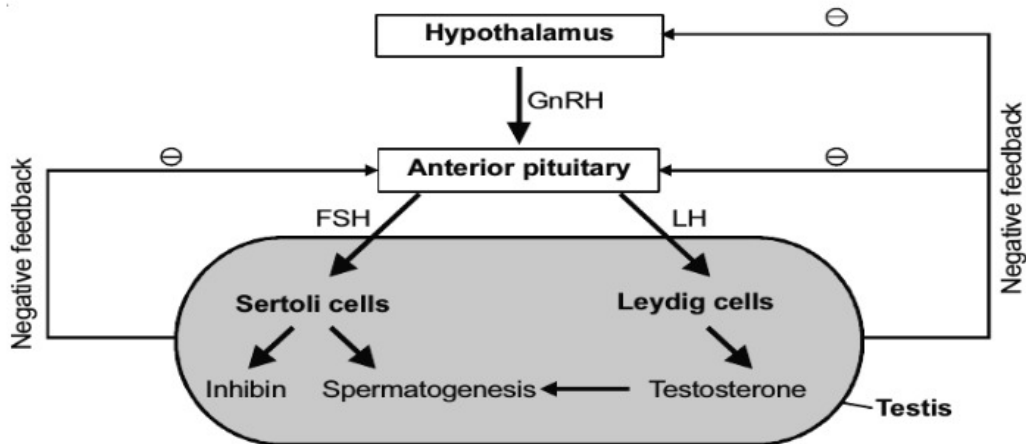 Hypothalamus
⊖
GnRH
⊖
Anterior pituitary
⊖
Negative feedback
FSH
LH
Negative feedback
Sertoli cells
Leydig cells
Inhibin
Spermatogenesis
Testosterone
Testis